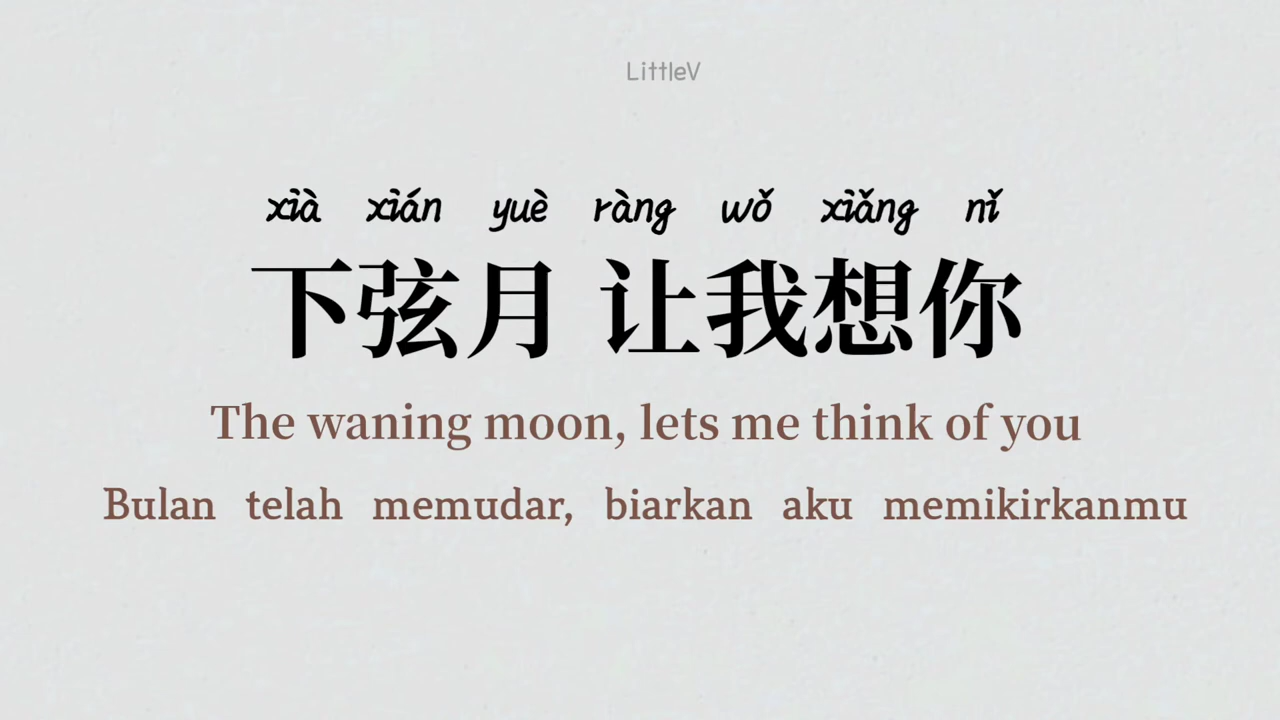 LittleV
xià xián yuè ràng wǒ xiǎng nǐ
下弦月 让我想你
The waning moon, lets me think of you
Bulan telah memudar, biarkan aku memikirkanmu